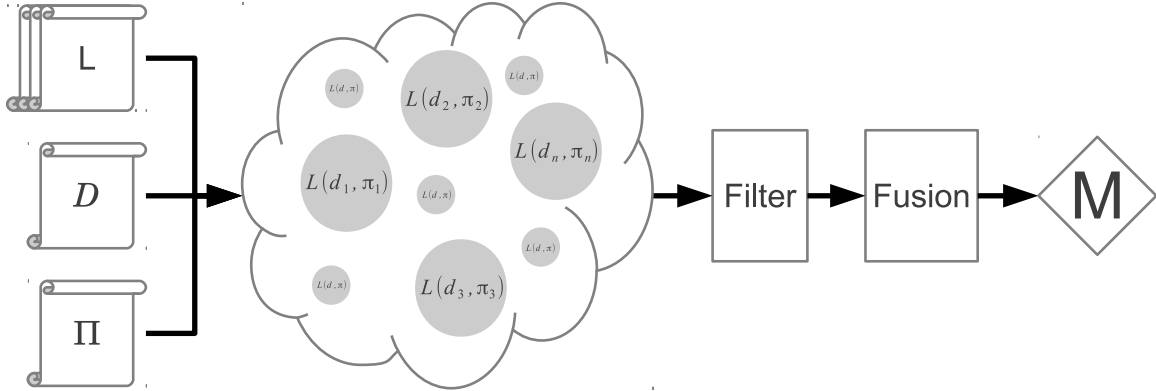 L
D
Π
L(d,π)
L(d₂,π₂)
L(d,π)
L(dₙ,πₙ)
L(d₁,π₁)
L(d,π)
L(d,π)
L(d,π)
L(d₃,π₃)
Filter
Fusion
M